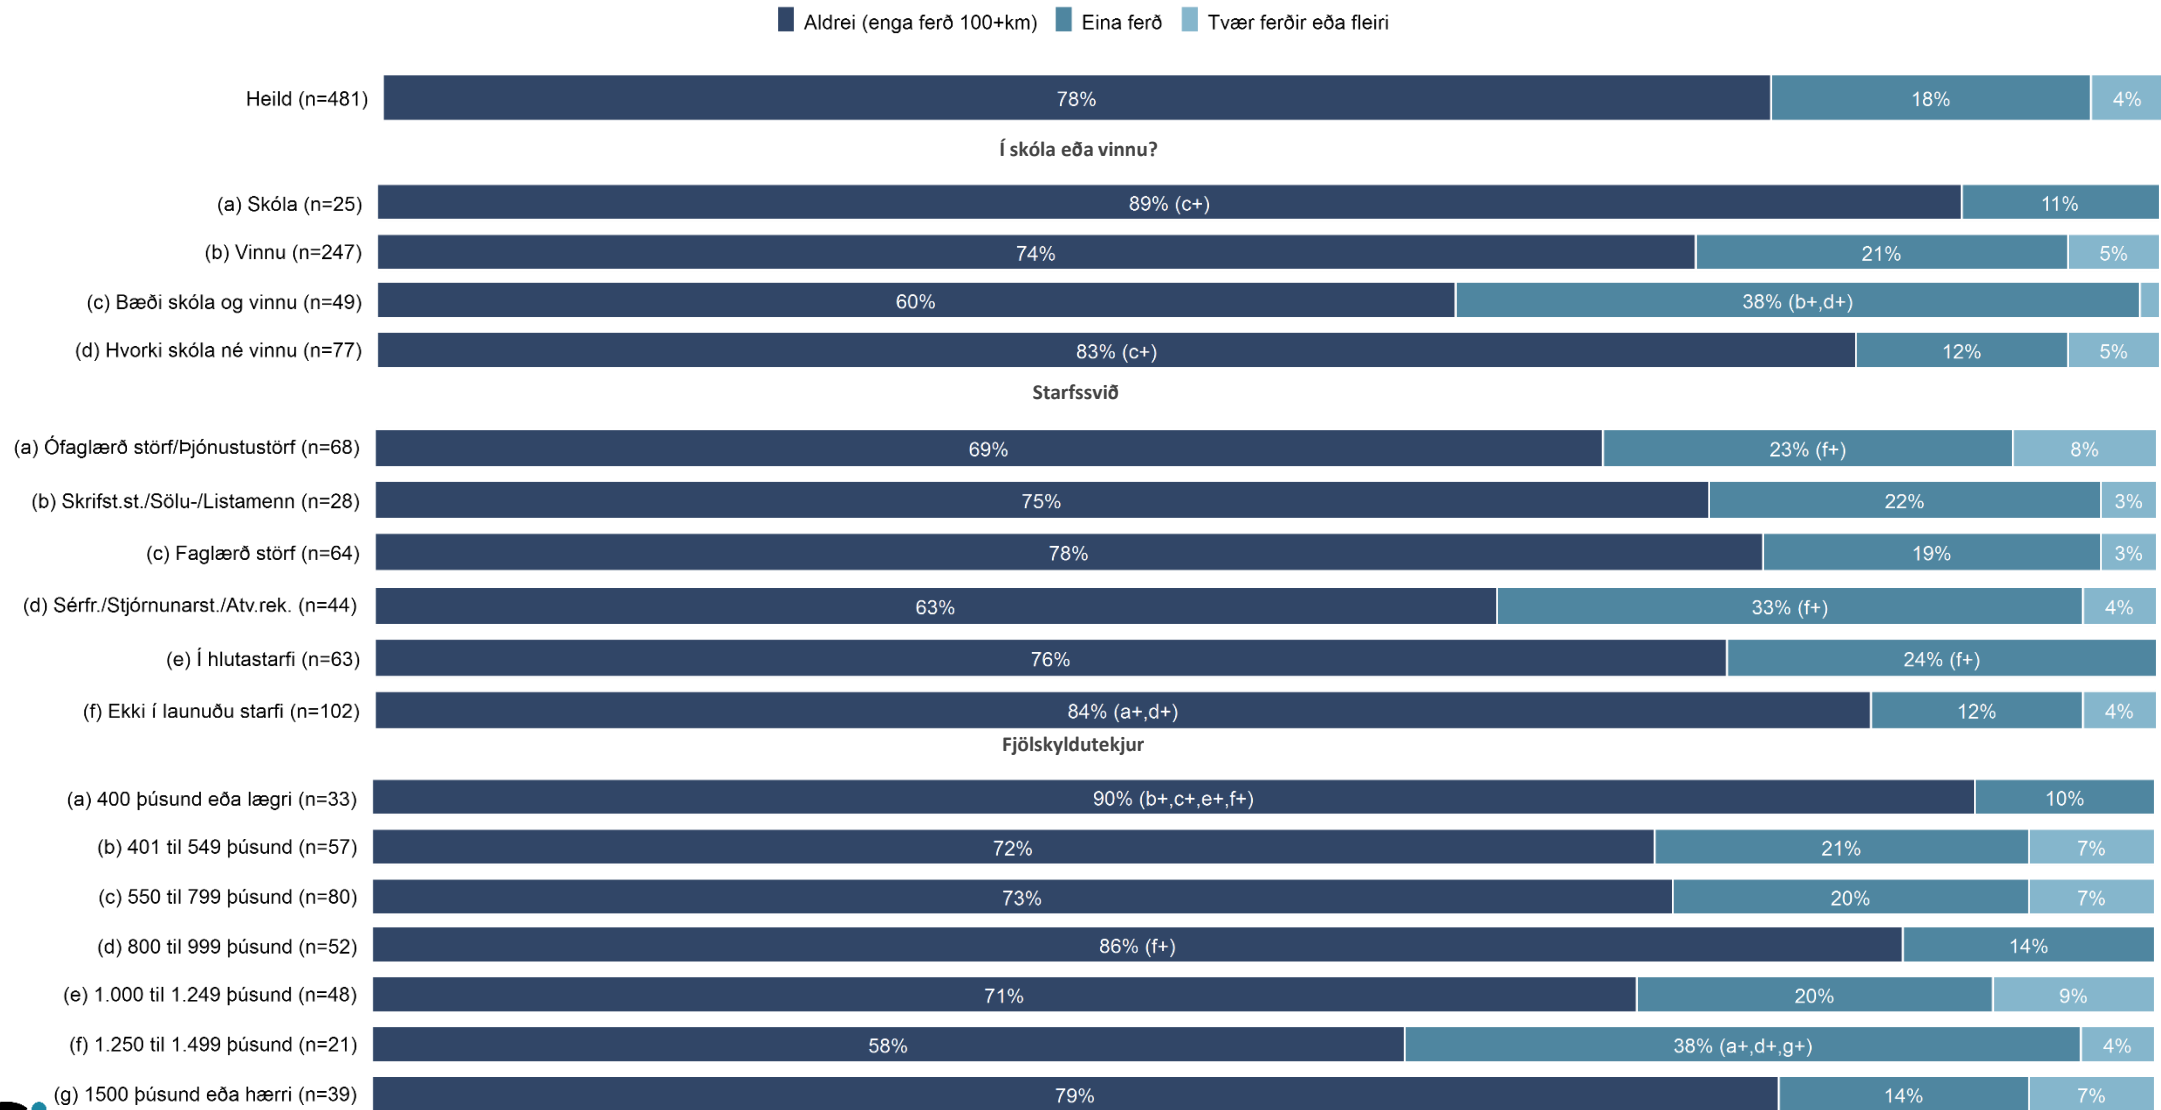 Aldrei (enga ferð 100+km) Eina ferð Tvær ferðir eða fleiri
Heild (n=481) 78% 18% 4%
Í skóla eða vinnu?
(a) Skóla (n=25) 89% (c+) 11%
(b) Vinnu (n=247) 74% 21% 5%
(c) Bæði skóla og vinnu (n=49) 60% 38% (b+,d+)
(d) Hvorki skóla né vinnu (n=77) 83% (c+) 12% 5%
Starfssvið
(a) Ófaglærð störf/Þjónustustörf (n=68) 69% 23% (f+) 8%
(b) Skrifst.st./Sölu-/Listamenn (n=28) 75% 22% 3%
(c) Faglærð störf (n=64) 78% 19% 3%
(d) Sérfr./Stjórnunarst./Atv.rek. (n=44) 63% 33% (f+) 4%
(e) Í hlutastarfi (n=63) 76% 24% (f+)
(f) Ekki í launuðu starfi (n=102) 84% (a+,d+) 12% 4%
Fjölskyldutekjur
(a) 400 þúsund eða lægri (n=33) 90% (b+,c+,e+,f+) 10%
(b) 401 til 549 þúsund (n=57) 72% 21% 7%
(c) 550 til 799 þúsund (n=80) 73% 20% 7%
(d) 800 til 999 þúsund (n=52) 86% (f+) 14%
(e) 1.000 til 1.249 þúsund (n=48) 71% 20% 9%
(f) 1.250 til 1.499 þúsund (n=21) 58% 38% (a+,d+,g+) 4%
(g) 1500 þúsund eða hærri (n=39) 79% 14% 7%